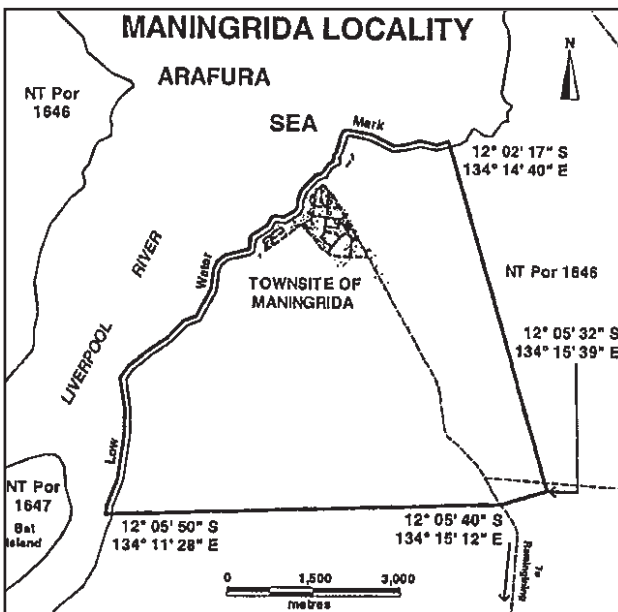 MANINGRIDA LOCALITY
ARAFURA
SEA
N
NT Por
1646
Mark
12° 02' 17" S
134° 14' 40" E
RIVER
Water
TOWNSITE OF
MANINGRIDA
NT Por 1646
12° 05' 32" S
134° 15' 39" E
LIVERPOOL
Low
NT Por
1647
Bat
Island
12° 05' 50" S
134° 11' 28" E
12° 05' 40" S
134° 15' 12" E
To
Ramingining
0 1,500 3,000
metres